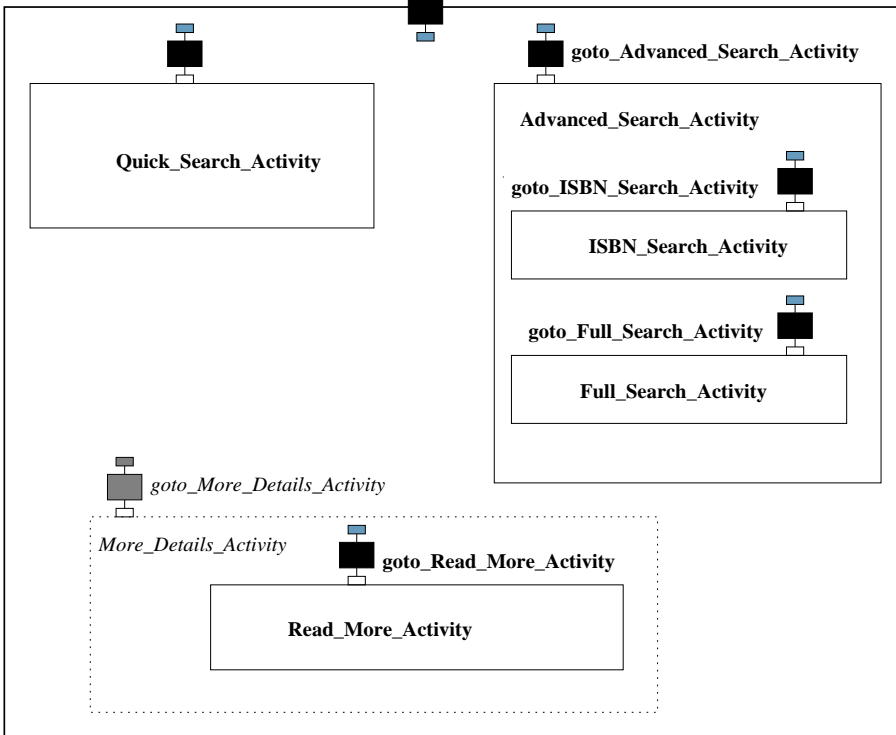 goto_Advanced_Search_Activity
Advanced_Search_Activity
Quick_Search_Activity
goto_ISBN_Search_Activity
ISBN_Search_Activity
goto_Full_Search_Activity
Full_Search_Activity
goto_More_Details_Activity
More_Details_Activity
goto_Read_More_Activity
Read_More_Activity